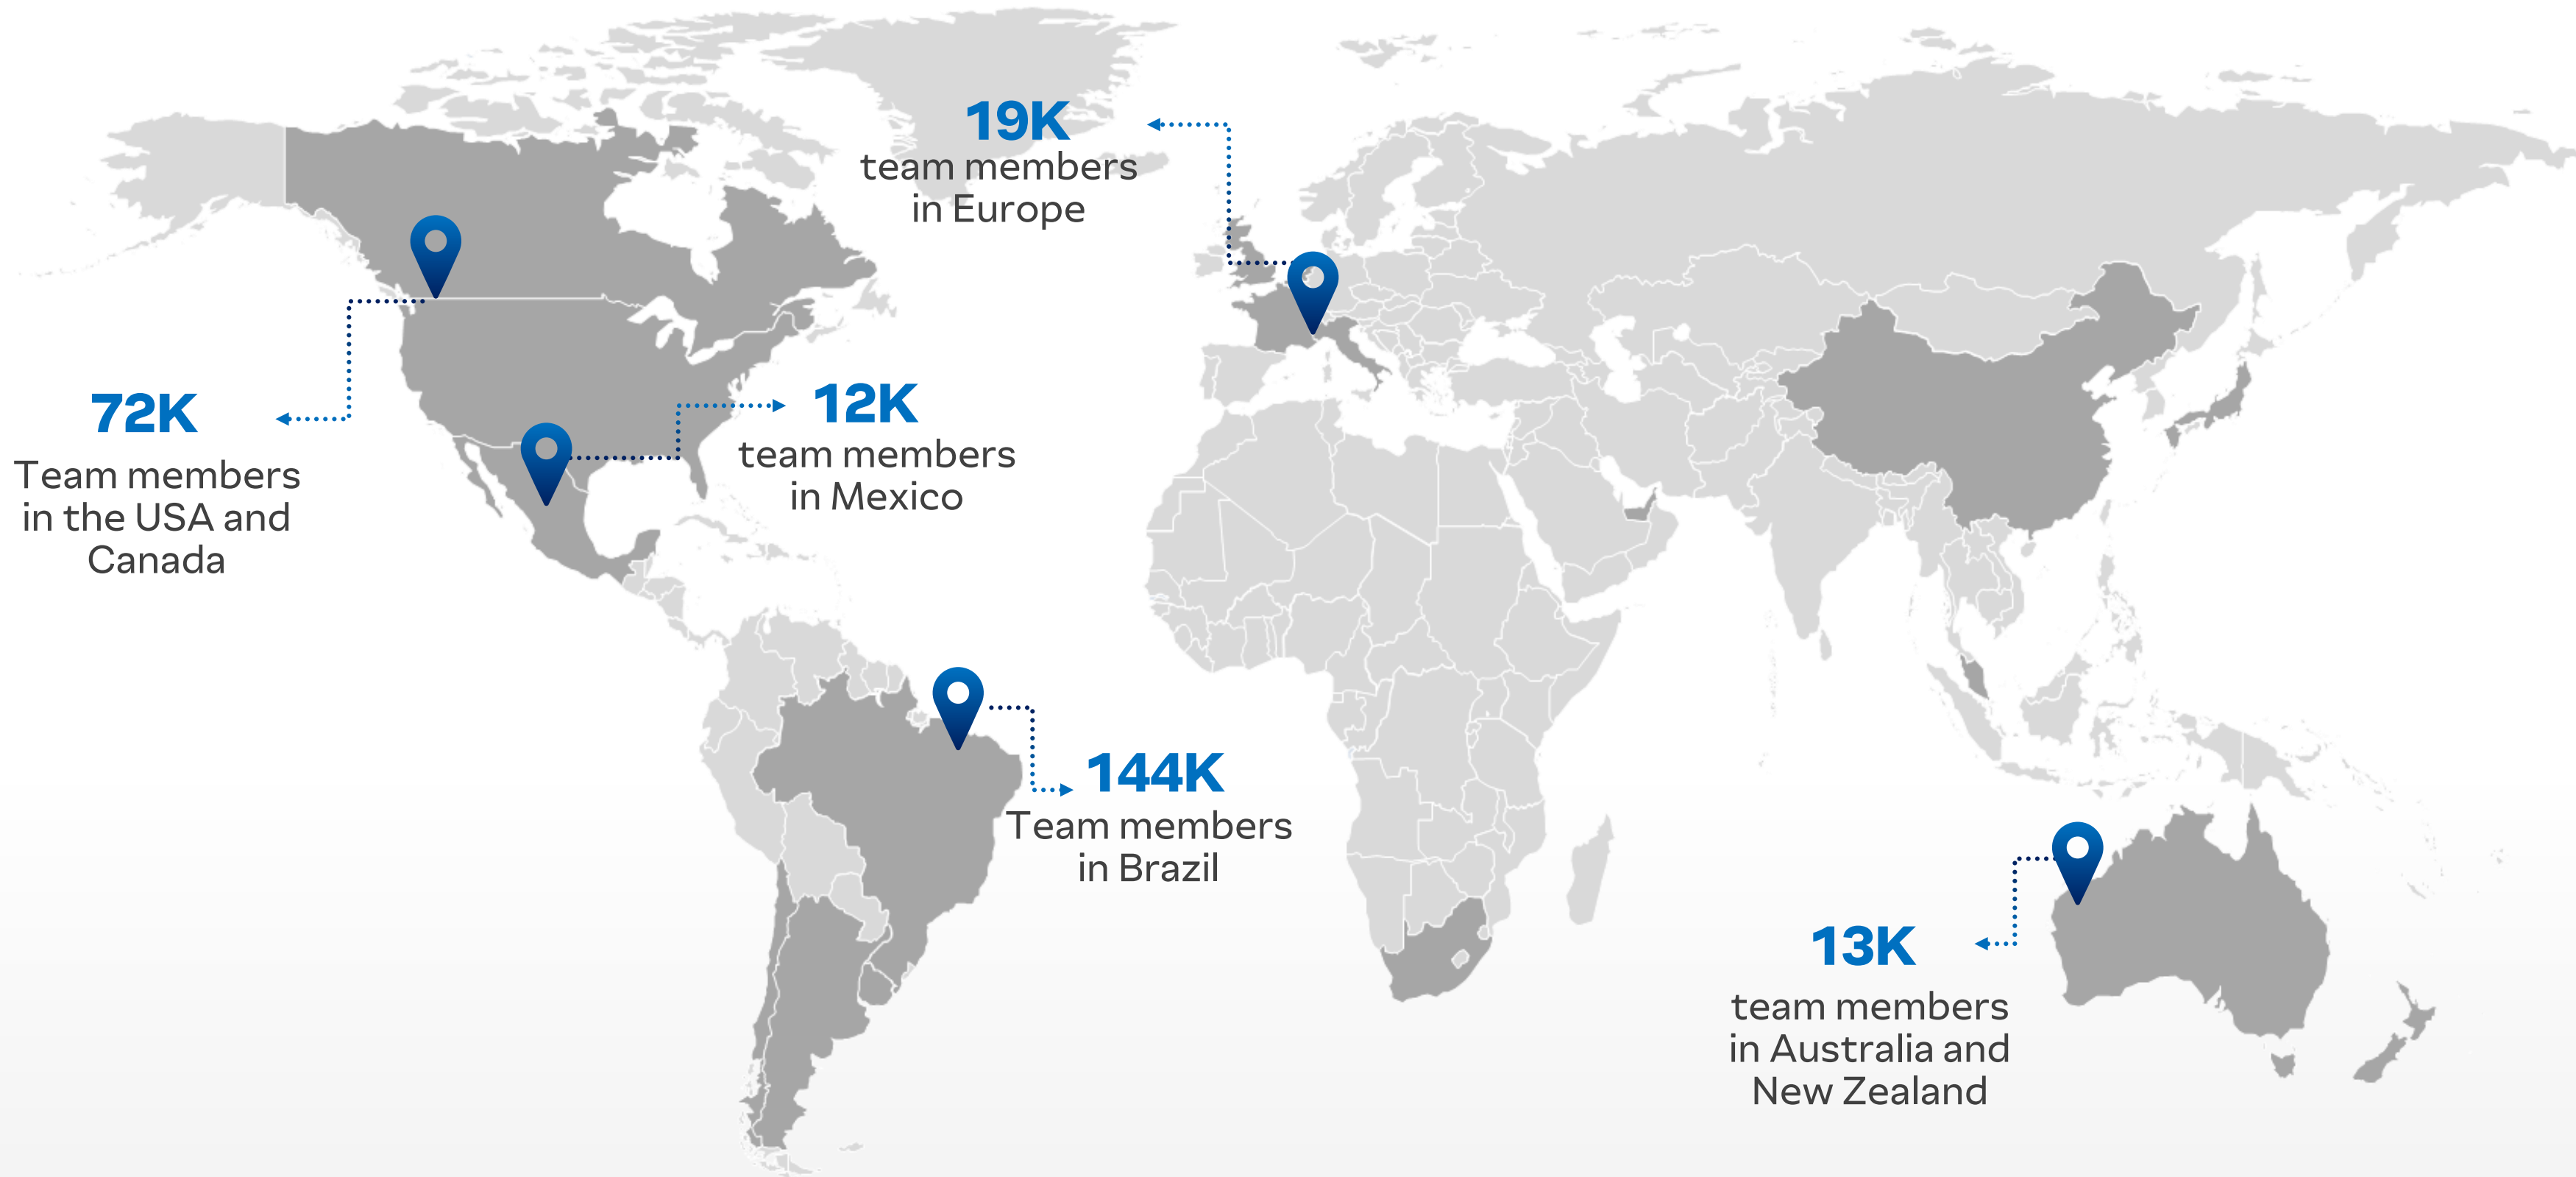 19K
team members
in Europe
72K
Team members
in the USA and
Canada
12K
team members
in Mexico
144K
Team members
in Brazil
13K
team members
in Australia and
New Zealand